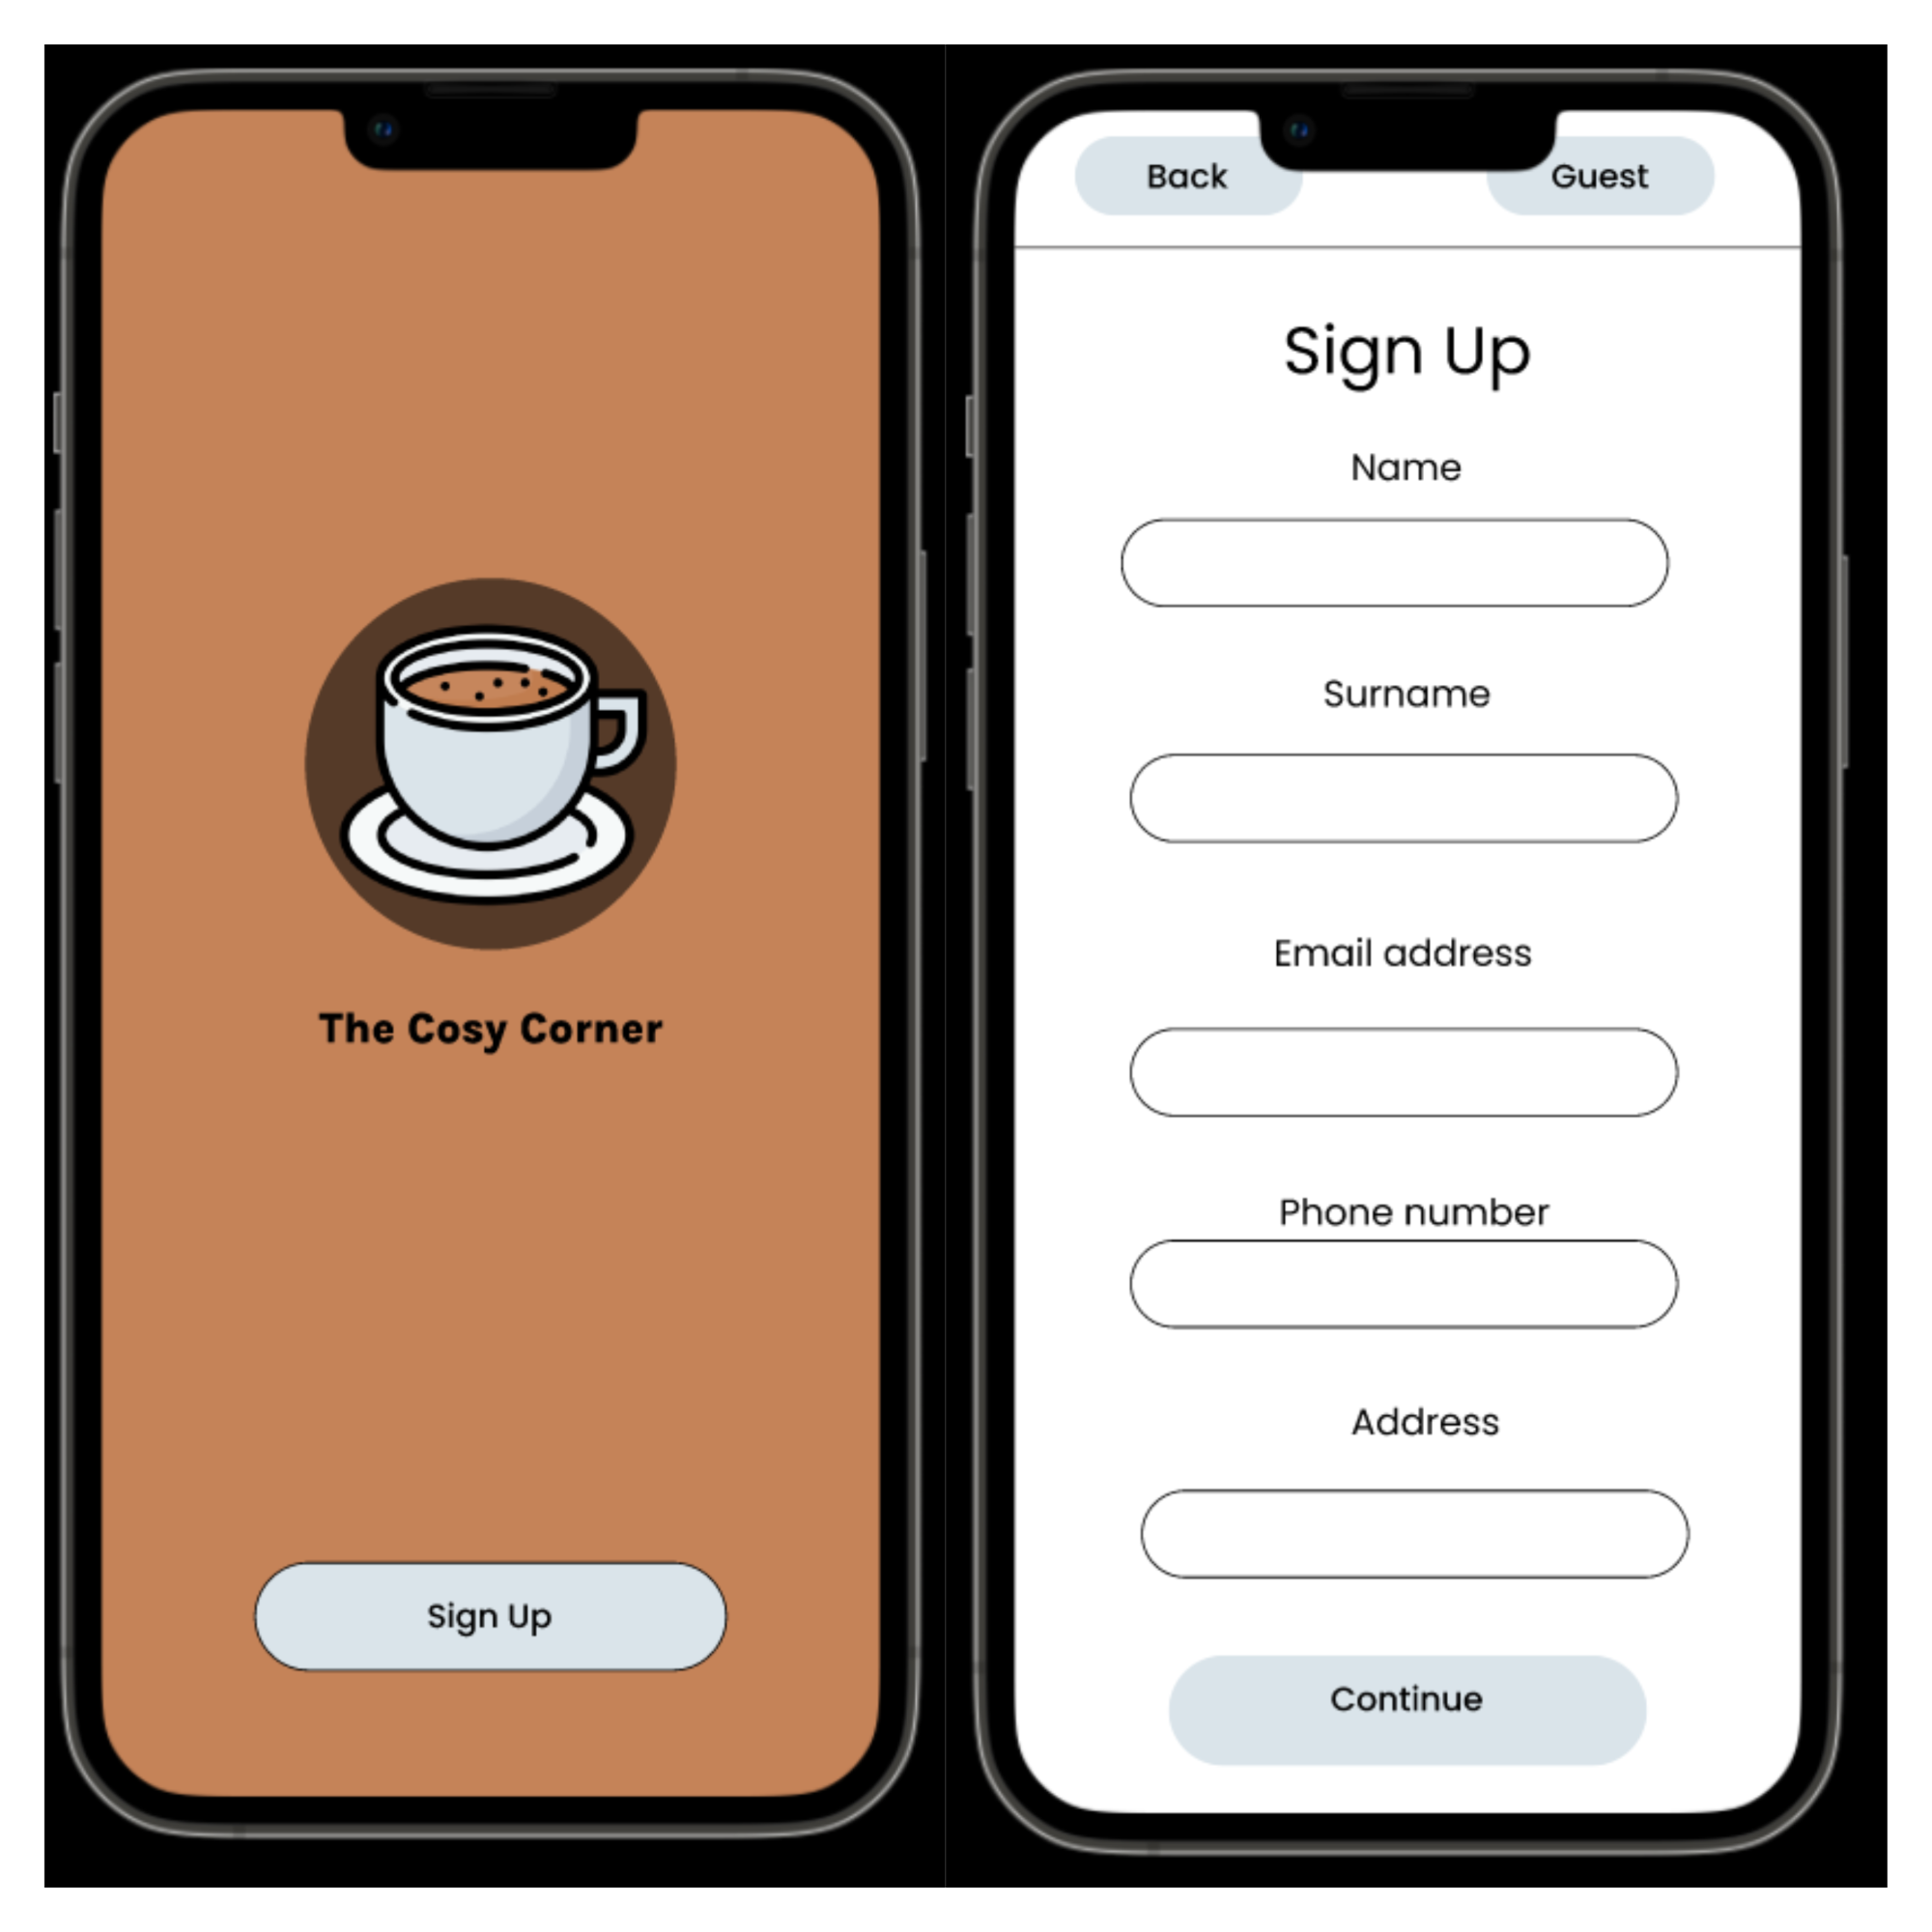 The Cosy Corner
Sign Up
Back
Guest
Sign Up
Name
Surname
Email address
Phone number
Address
Continue